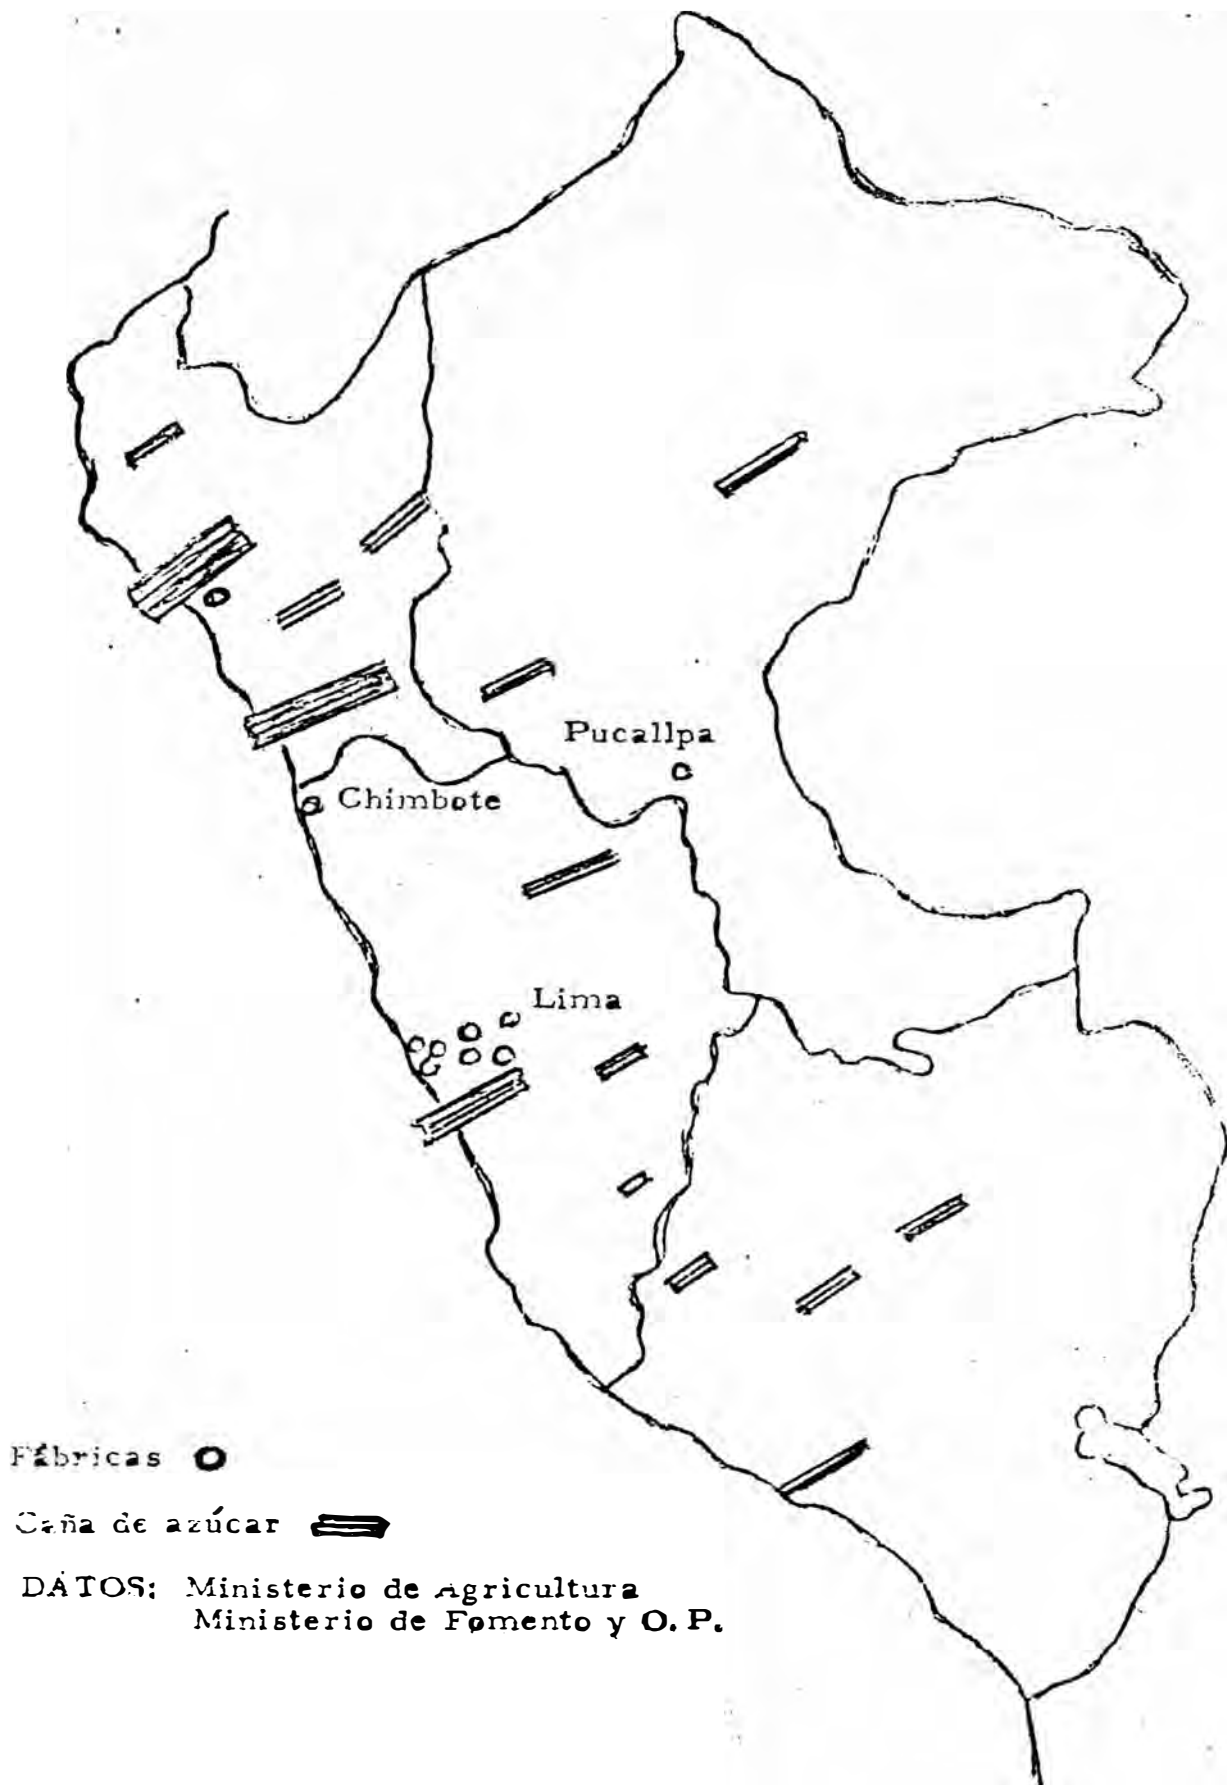 Pucallpa
Chimbote
Lima
Fábricas
Caña de azúcar
DATOS: Ministerio de Agricultura
Ministerio de Fomento y O. P.